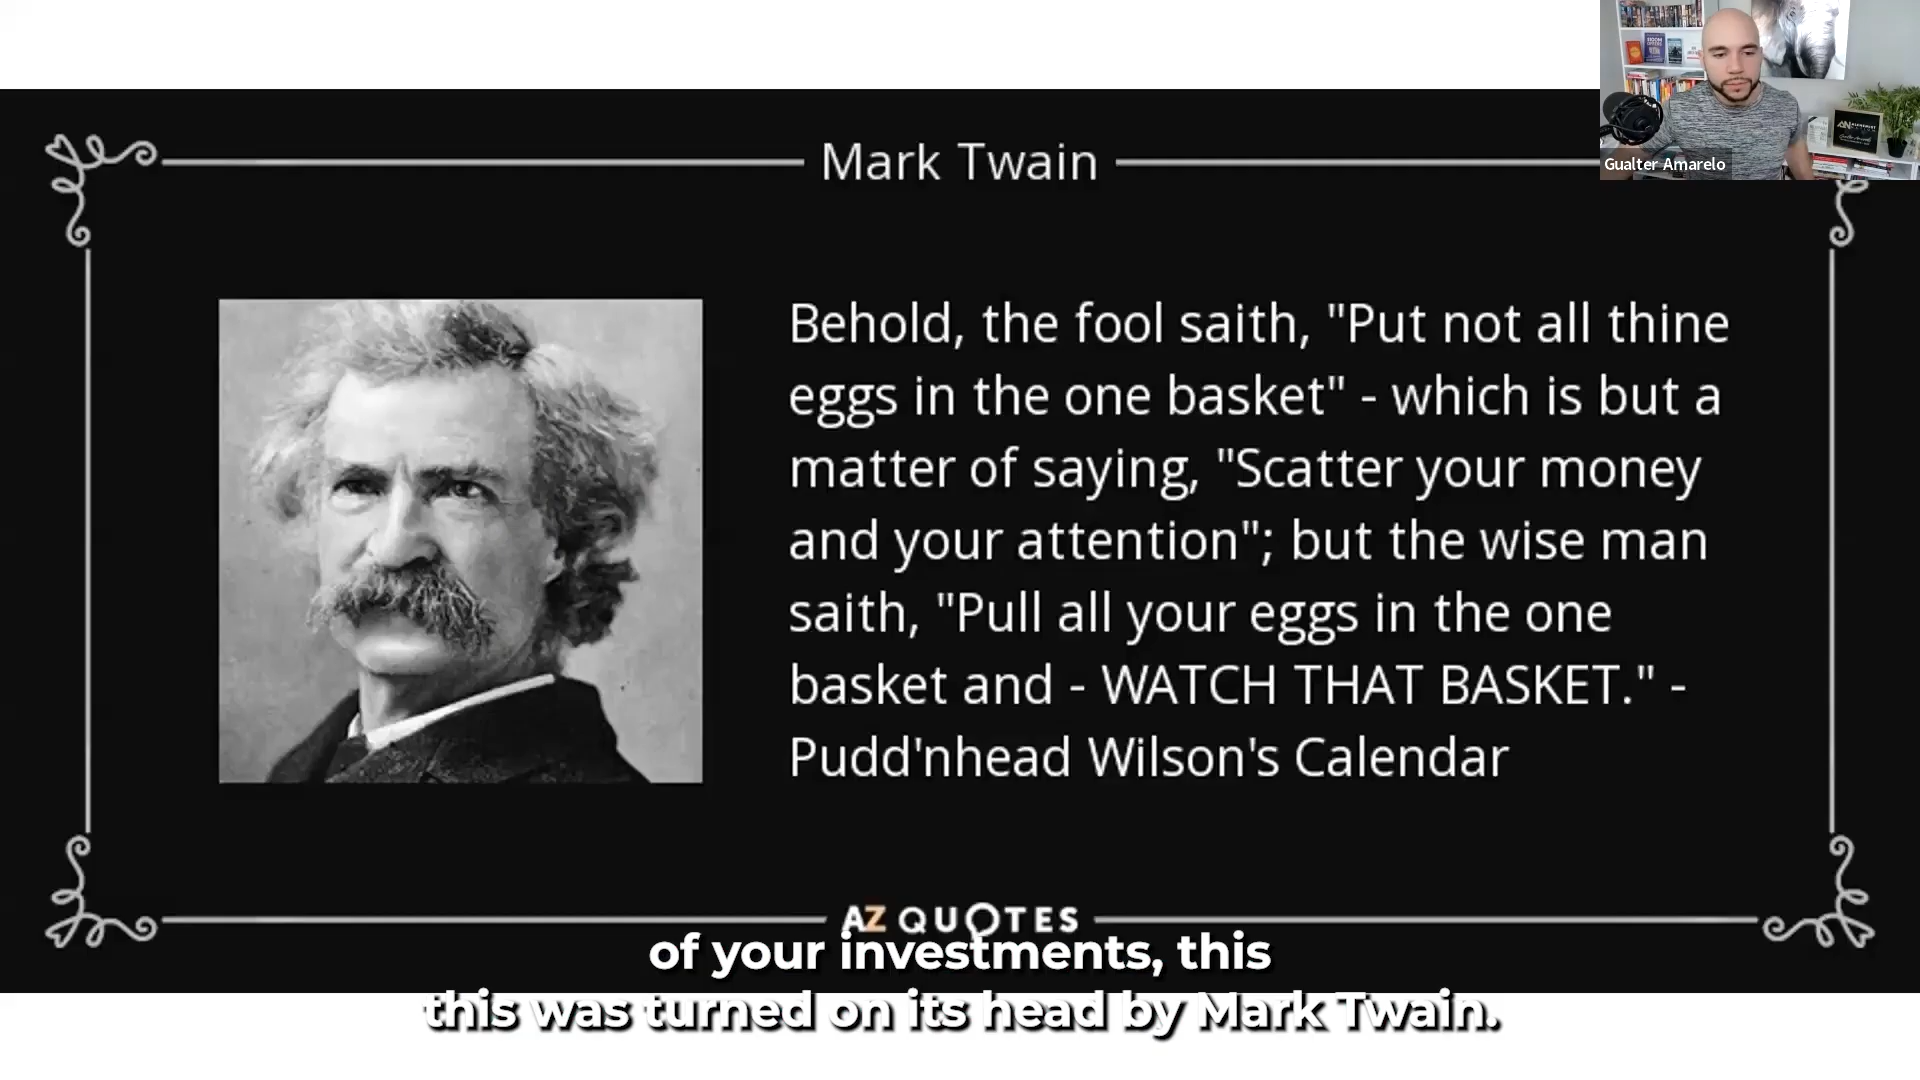 Mark Twain
Gualter Amarelo
Behold, the fool saith, "Put not all thine
eggs in the one basket" - which is but a
matter of saying, "Scatter your money
and your attention"; but the wise man
saith, "Pull all your eggs in the one
basket and - WATCH THAT BASKET." -
Pudd'nhead Wilson's Calendar
AZ QUOTES
of your investments, this
this was turned on its head by Mark Twain.